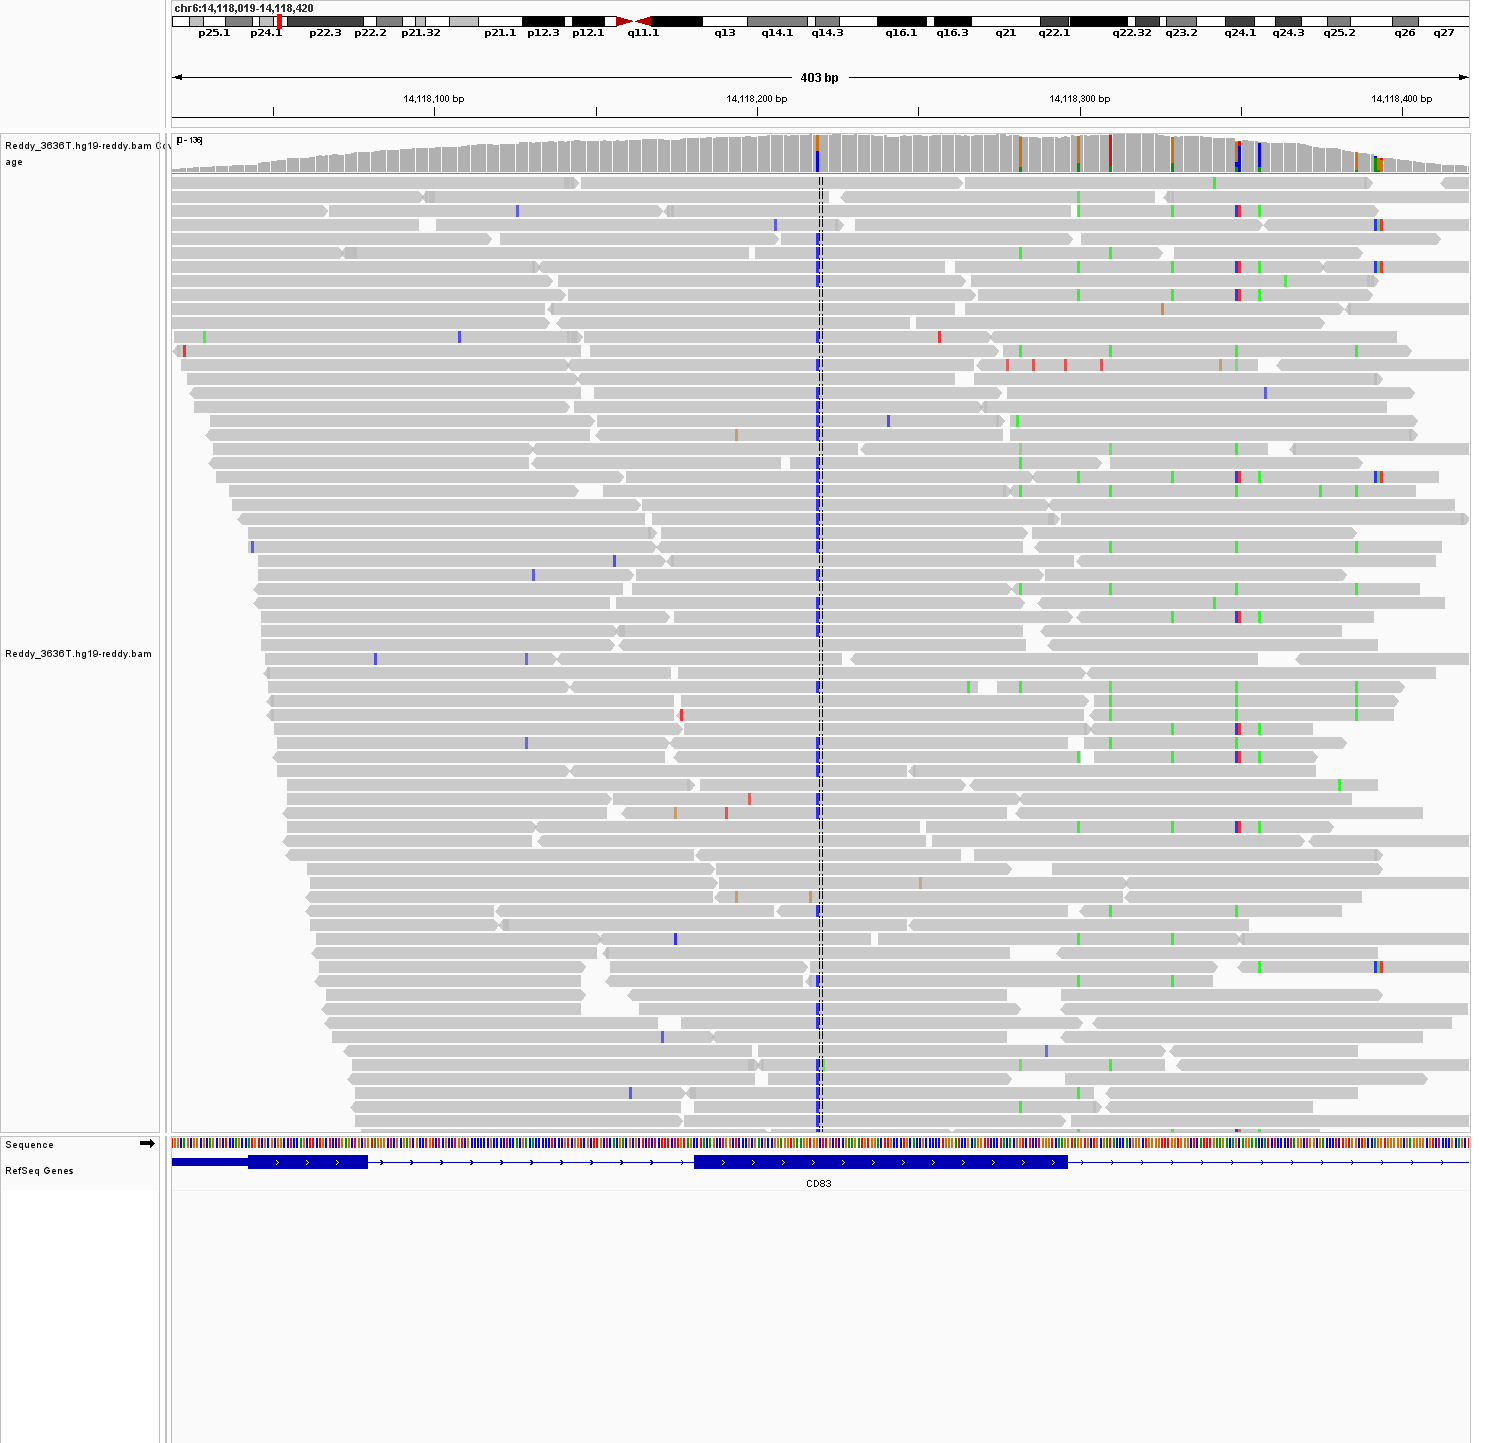 chr6:14,118,019-14,118,420
p25.1 p24.1 p22.3 p22.2 p21.32 p21.1 p12.3 p12.1 q11.1 q13 q14.1 q14.3 q16.1 q16.3 q21 q22.1 q22.32 q23.2 q24.1 q24.3 q25.2 q26 q27
403 bp
14,118,100 bp 14,118,200 bp 14,118,300 bp 14,118,400 bp
Reddy_3636T.hg19-reddy.bam Cov
age
[0 - 136]
Reddy_3636T.hg19-reddy.bam
Sequence
RefSeq Genes
CD83